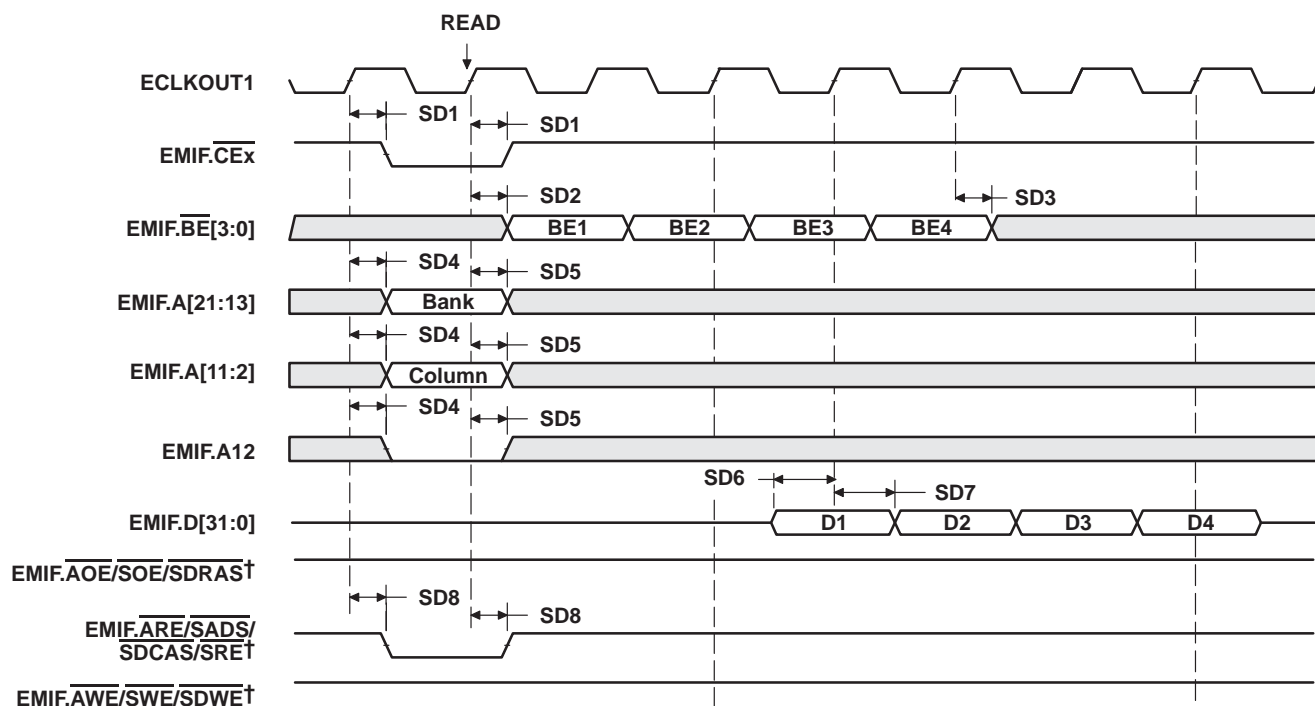 READ
ECLKOUT1
SD1
SD1
EMIF.CEx
SD2
SD3
EMIF.BE[3:0]
BE1 BE2 BE3 BE4
SD4 SD5
EMIF.A[21:13]
Bank
SD4 SD5
EMIF.A[11:2]
Column
SD4 SD5
EMIF.A12
SD6
SD7
EMIF.D[31:0]
D1 D2 D3 D4
EMIF.AOE/SOE/SDRAS†
SD8 SD8
EMIF.ARE/SADS/
SDCAS/SRE†
EMIF.AWE/SWE/SDWE†